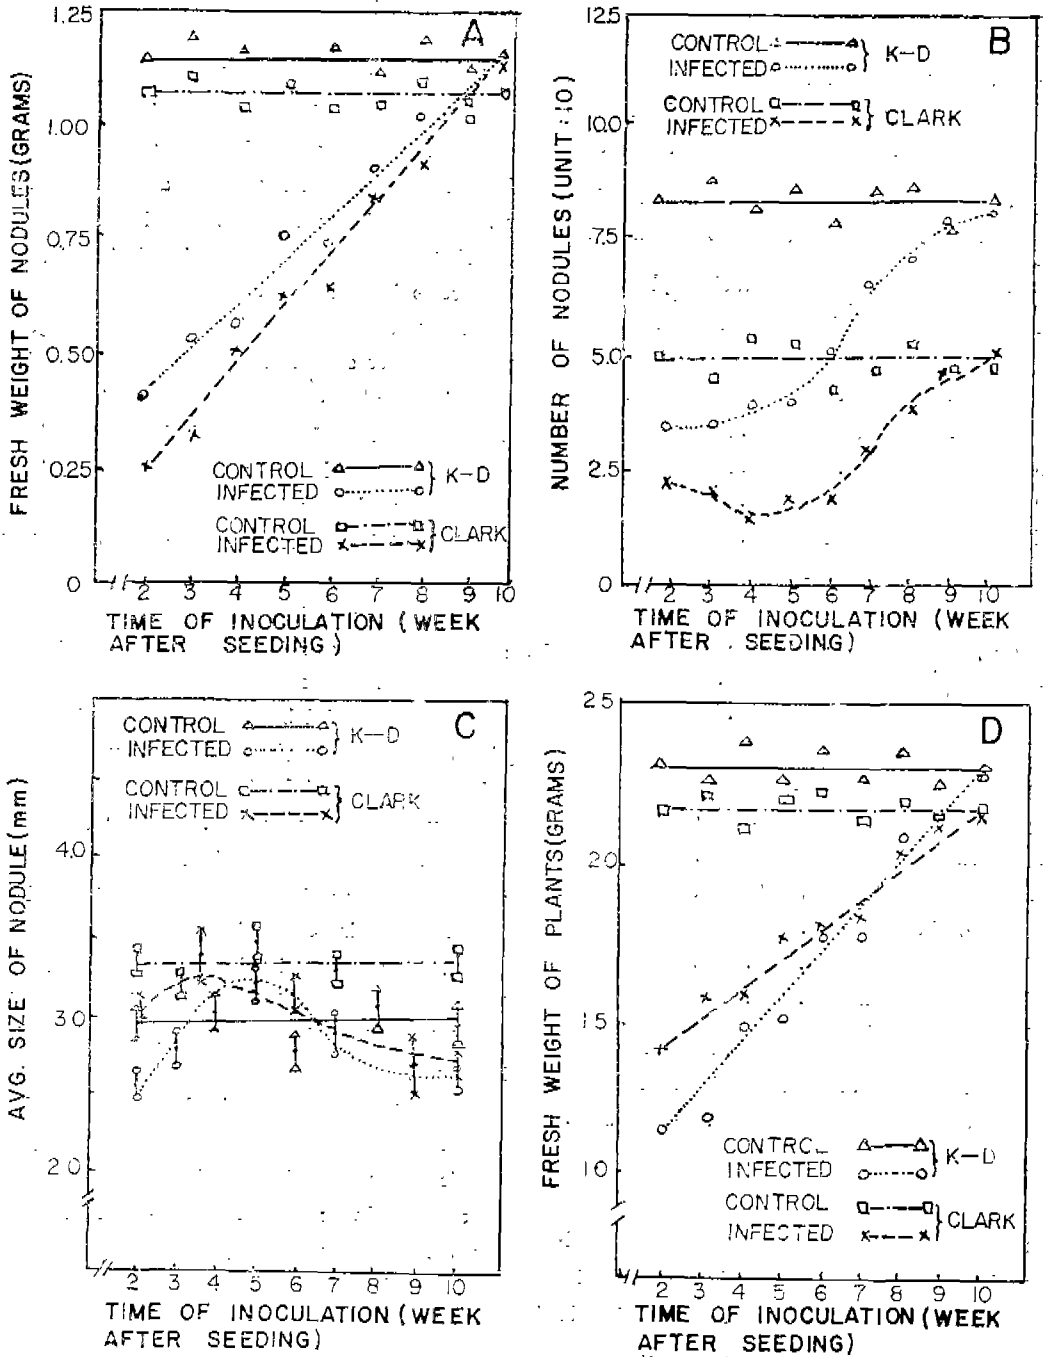 A
FRESH WEIGHT OF NODULES (GRAMS)
1.25
1.00
0.75
0.50
0.25
0
CONTROL
INFECTED
K-D
CONTROL
INFECTED
CLARK
2 3 4 5 6 7 8 9 10
TIME OF INOCULATION (WEEK
AFTER SEEDING)
B
NUMBER OF NODULES (UNIT:10)
12.5
10.0
7.5
5.0
2.5
0
CONTROL
INFECTED
K-D
CONTROL
INFECTED
CLARK
2 3 4 5 6 7 8 9 10
TIME OF INOCULATION (WEEK
AFTER SEEDING)
C
AVG. SIZE OF NODULE (mm)
4.0
3.0
2.0
CONTROL
INFECTED
K-D
CONTROL
INFECTED
CLARK
2 3 4 5 6 7 8 9 10
TIME OF INOCULATION (WEEK
AFTER SEEDING)
D
FRESH WEIGHT OF PLANTS (GRAMS)
25
20
15
10
CONTROL
INFECTED
K-D
CONTROL
INFECTED
CLARK
2 3 4 5 6 7 8 9 10
TIME OF INOCULATION (WEEK
AFTER SEEDING)